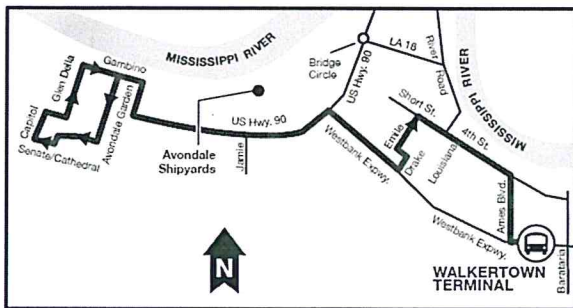 MISSISSIPPI RIVER
LA 18
River
Road
MISSISSIPPI RIVER
Bridge
Circle
US Hwy. 90
Gambino
Glen Della
Capitol
Avondale Garden
Senate/Cathedral
Avondale
Shipyards
US Hwy. 90
Jamie
Short St.
4th St.
Emile
Drake
Louisiana
Westbank Expwy.
Ames Blvd.
Westbank Expwy.
N
WALKERTOWN
TERMINAL
Barataria